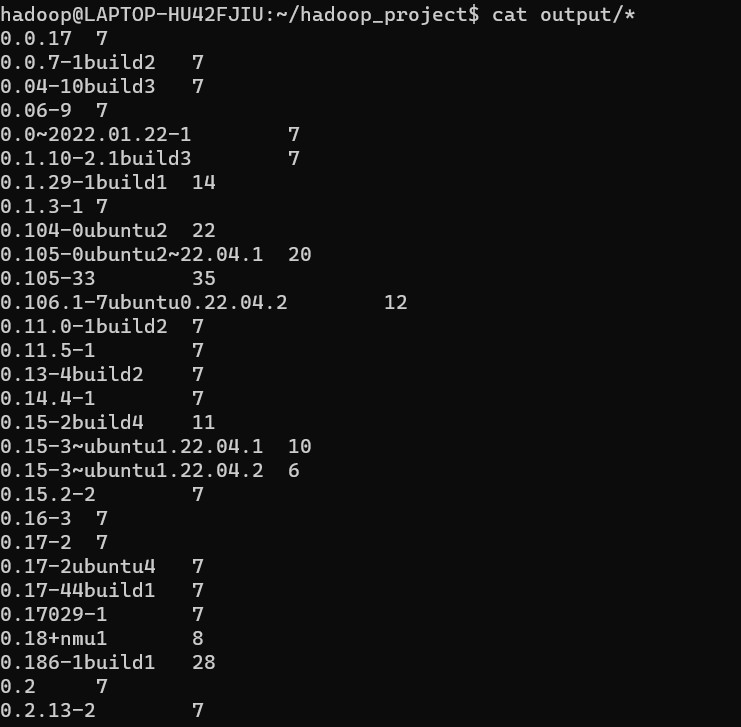 hadoop@LAPTOP-HU42FJIU:~/hadoop_project$ cat output/*
0.0.17  7
0.0.7-1build2   7
0.04-10build3   7
0.06-9  7
0.0~2022.01.22-1        7
0.1.10-2.1build3        7
0.1.29-1build1  14
0.1.3-1 7
0.104-0ubuntu2  22
0.105-0ubuntu2~22.04.1  20
0.105-33        35
0.106.1-7ubuntu0.22.04.2        12
0.11.0-1build2  7
0.11.5-1        7
0.13-4build2    7
0.14.4-1        7
0.15-2build4    11
0.15-3~ubuntu1.22.04.1  10
0.15-3~ubuntu1.22.04.2  6
0.15.2-2        7
0.16-3  7
0.17-2  7
0.17-2ubuntu4   7
0.17-44build1   7
0.17029-1       7
0.18+nmu1       8
0.186-1build1   28
0.2     7
0.2.13-2        7